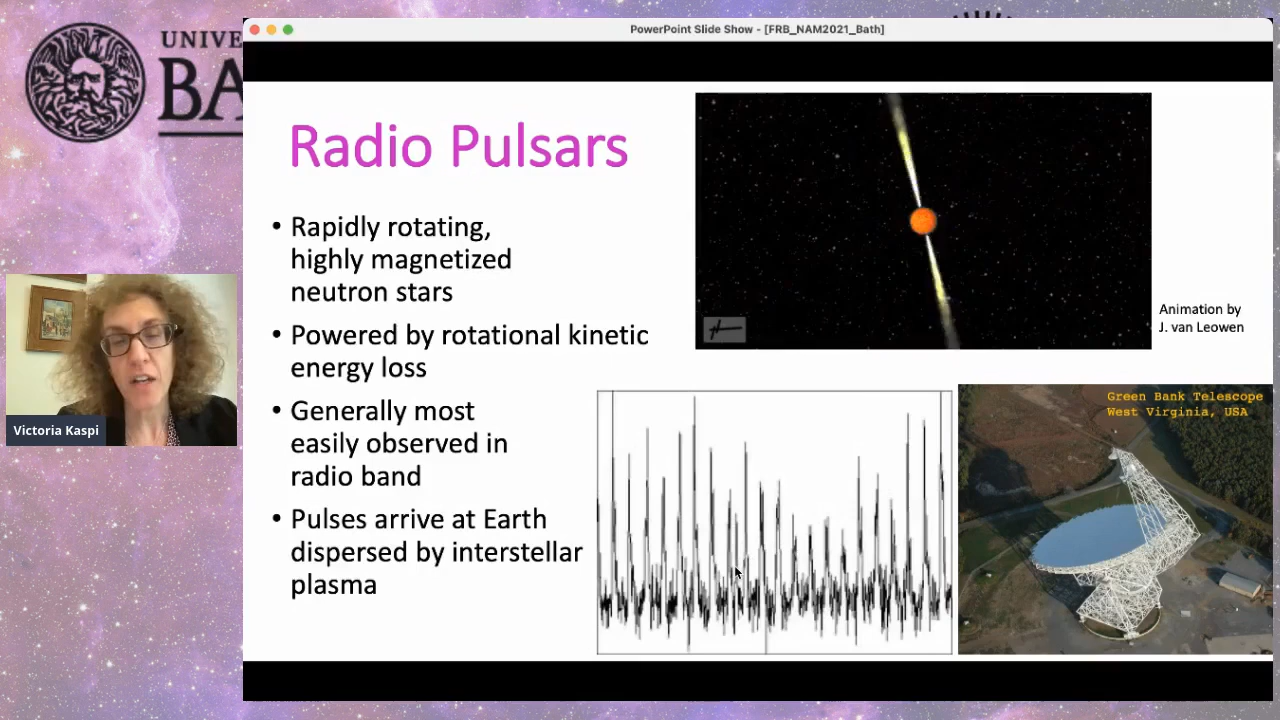 PowerPoint Slide Show - [FRB_NAM2021_Bath]
UNIVE
BA
Radio Pulsars
• Rapidly rotating,
highly magnetized
neutron stars
• Powered by rotational kinetic
energy loss
• Generally most
easily observed in
radio band
• Pulses arrive at Earth
dispersed by interstellar
plasma
Animation by
J. van Leowen
Green Bank Telescope
West Virginia, USA
Victoria Kaspi